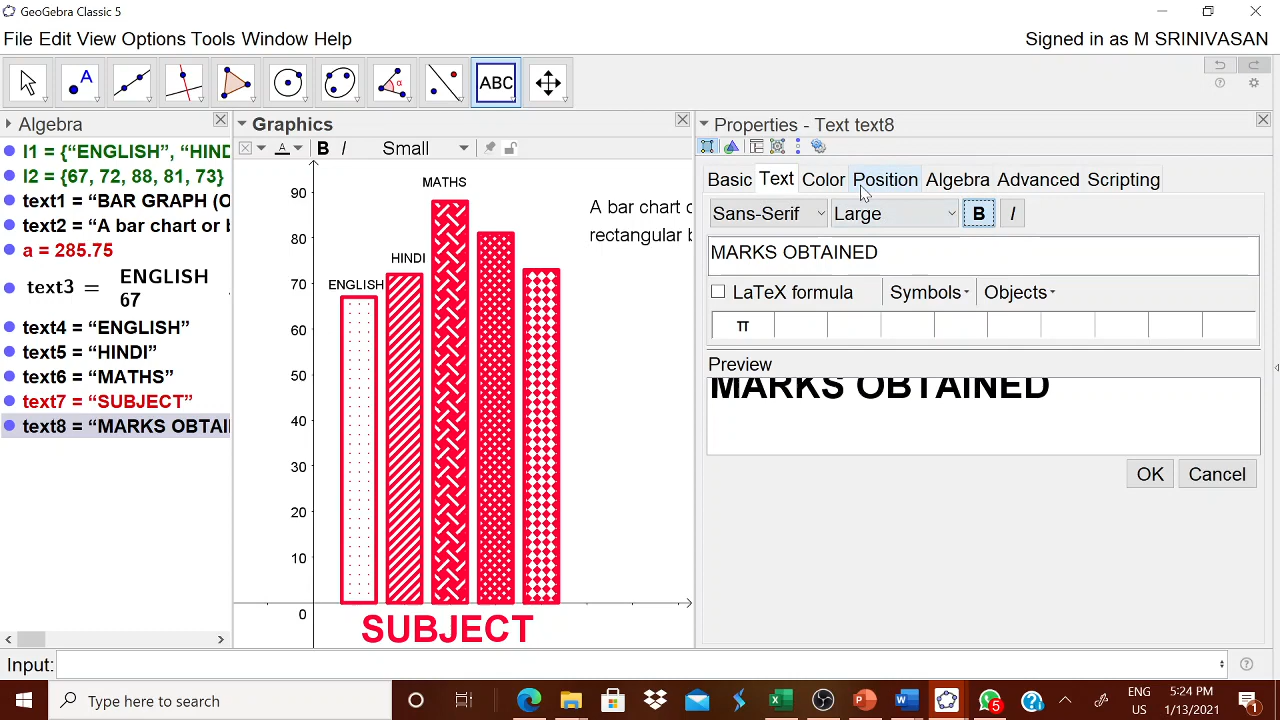 GeoGebra Classic 5
File Edit View Options Tools Window Help
Signed in as M SRINIVASAN
A
α
ABC
Algebra
Graphics
Properties - Text text8
A
B I Small
l1 = {“ENGLISH”, “HIND
l2 = {67, 72, 88, 81, 73}
text1 = “BAR GRAPH (O
text2 = “A bar chart or b
a = 285.75
text3 = ENGLISH
67
text4 = “ENGLISH”
text5 = “HINDI”
text6 = “MATHS”
text7 = “SUBJECT”
text8 = “MARKS OBTAI
90
80
70
60
50
40
30
20
10
0
MATHS
HINDI
ENGLISH
A bar chart o
rectangular b
SUBJECT
Basic Text Color Position Algebra Advanced Scripting
Sans-Serif Large B I
MARKS OBTAINED
LaTeX formula Symbols Objects
π
Preview
MARKS OBTAINED
OK Cancel
Input:
Type here to search
5
ENG
US
5:24 PM
1/13/2021
1